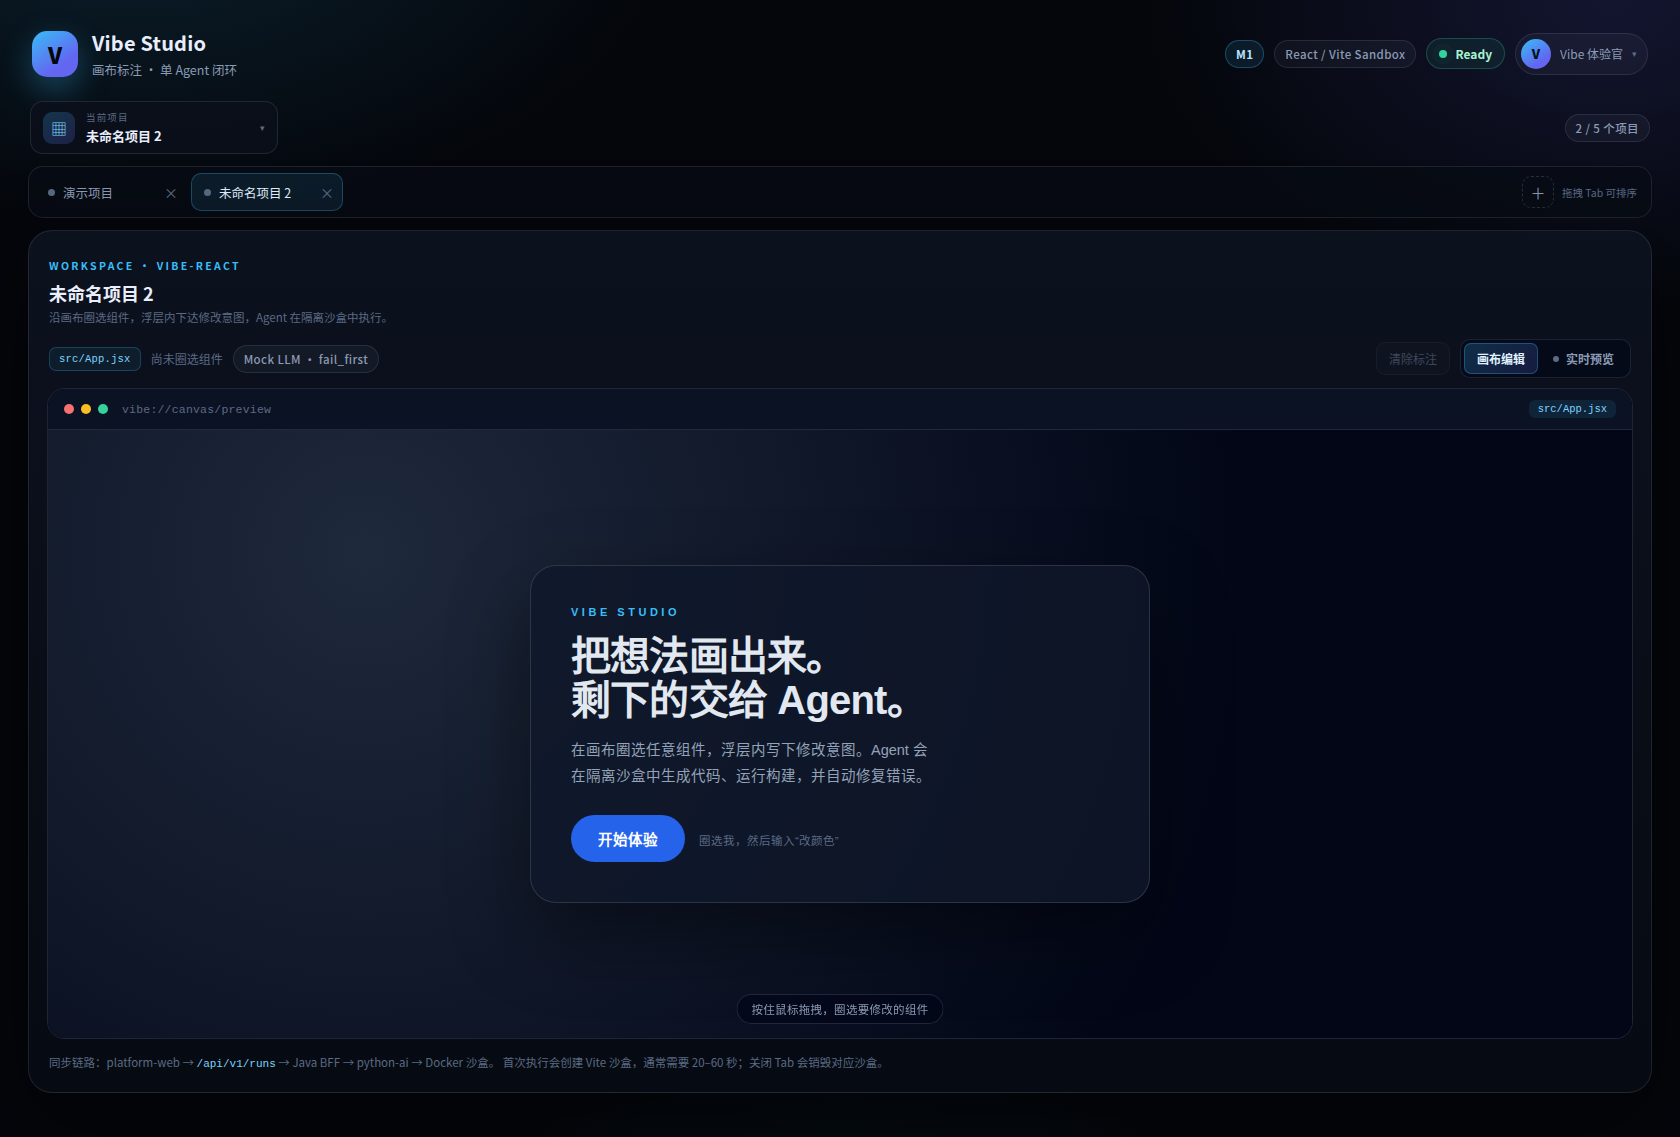 V
Vibe Studio
画布标注 • 单 Agent 闭环
M1
React / Vite Sandbox
Ready
V
Vibe 体验官
当前项目
未命名项目 2
2 / 5 个项目
演示项目
未命名项目 2
拖拽 Tab 可排序
WORKSPACE • VIBE-REACT
未命名项目 2
沿画布圈选组件，浮层内下达修改意图，Agent 在隔离沙盒中执行。
src/App.jsx
尚未圈选组件
Mock LLM • fail_first
清除标注
画布编辑
实时预览
vibe://canvas/preview
src/App.jsx
VIBE STUDIO
把想法画出来。
剩下的交给 Agent。
在画布圈选任意组件，浮层内写下修改意图。Agent 会
在隔离沙盒中生成代码、运行构建，并自动修复错误。
开始体验
圈选我，然后输入"改颜色"
按住鼠标拖拽，圈选要修改的组件
同步链路：platform-web → /api/v1/runs → Java BFF → python-ai → Docker 沙盒。 首次执行会创建 Vite 沙盒，通常需要 20–60 秒；关闭 Tab 会销毁对应沙盒。